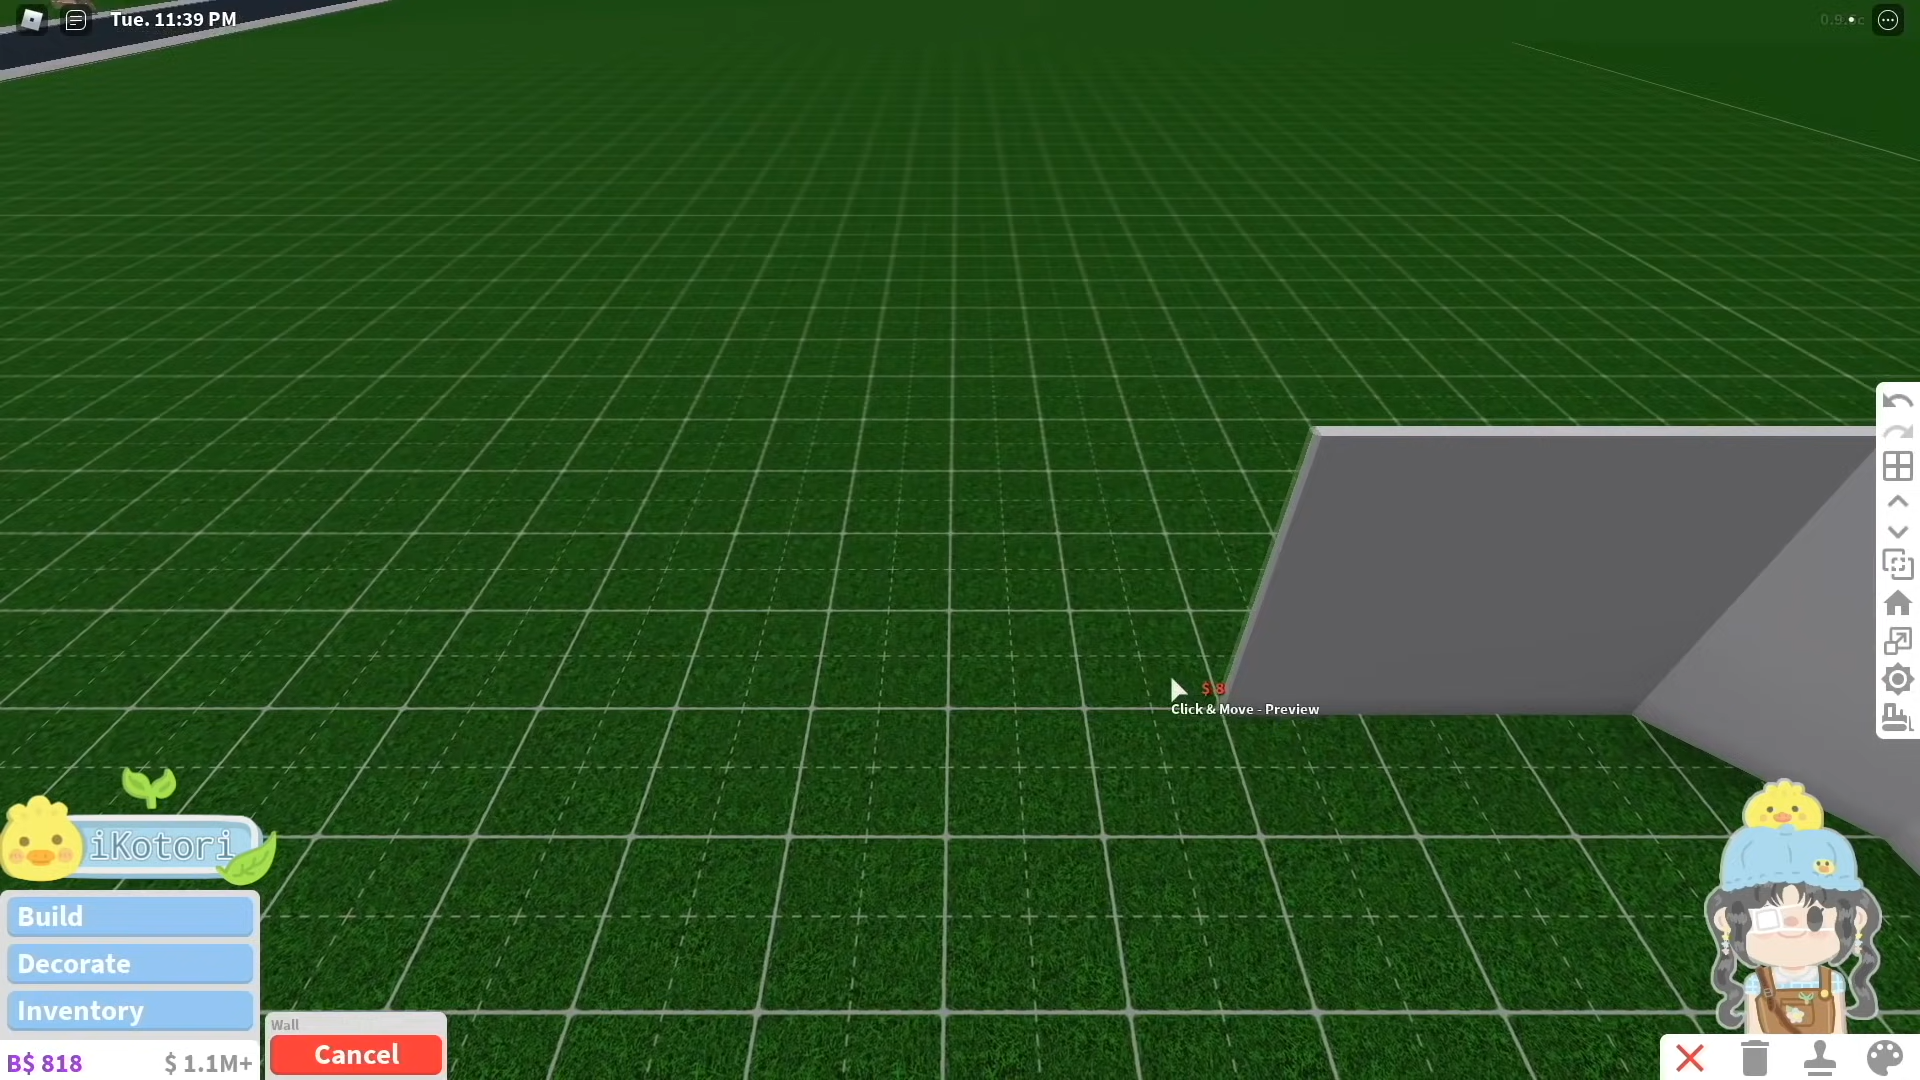 Tue. 11:39 PM
Click & Move - Preview
iKotori
Build
Decorate
Inventory
Wall
Cancel
B$ 818
$ 1.1M+